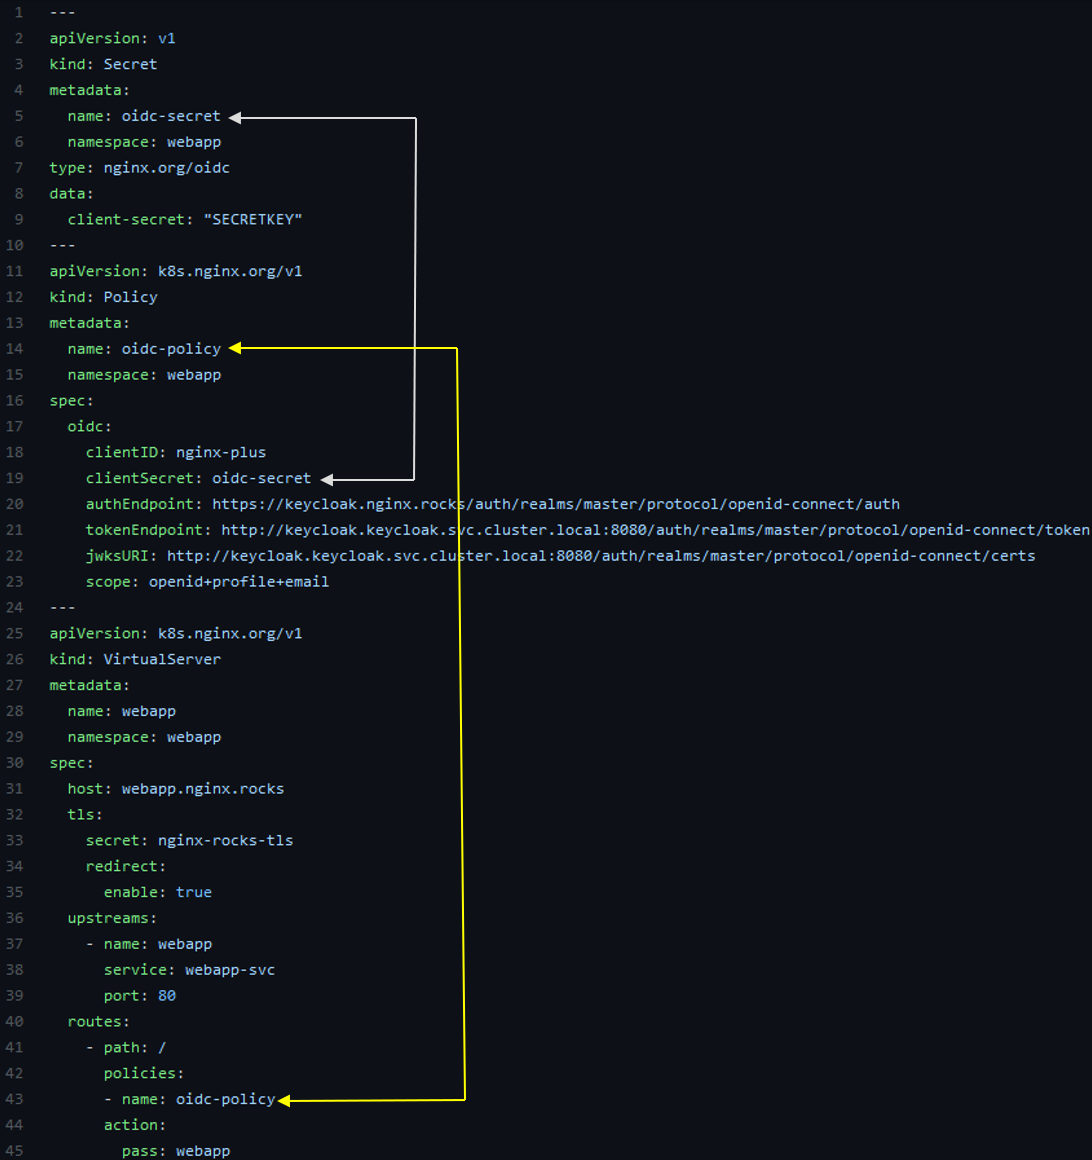 1 ---
2 apiVersion: v1
3 kind: Secret
4 metadata:
5   name: oidc-secret
6   namespace: webapp
7 type: nginx.org/oidc
8 data:
9   client-secret: "SECRETKEY"
10 ---
11 apiVersion: k8s.nginx.org/v1
12 kind: Policy
13 metadata:
14   name: oidc-policy
15   namespace: webapp
16 spec:
17   oidc:
18     clientID: nginx-plus
19     clientSecret: oidc-secret
20     authEndpoint: https://keycloak.nginx.rocks/auth/realms/master/protocol/openid-connect/auth
21     tokenEndpoint: http://keycloak.keycloak.svc.cluster.local:8080/auth/realms/master/protocol/openid-connect/token
22     jwksURI: http://keycloak.keycloak.svc.cluster.local:8080/auth/realms/master/protocol/openid-connect/certs
23     scope: openid+profile+email
24 ---
25 apiVersion: k8s.nginx.org/v1
26 kind: VirtualServer
27 metadata:
28   name: webapp
29   namespace: webapp
30 spec:
31   host: webapp.nginx.rocks
32   tls:
33     secret: nginx-rocks-tls
34     redirect:
35       enable: true
36   upstreams:
37     - name: webapp
38       service: webapp-svc
39       port: 80
40   routes:
41     - path: /
42       policies:
43       - name: oidc-policy
44       action:
45         pass: webapp